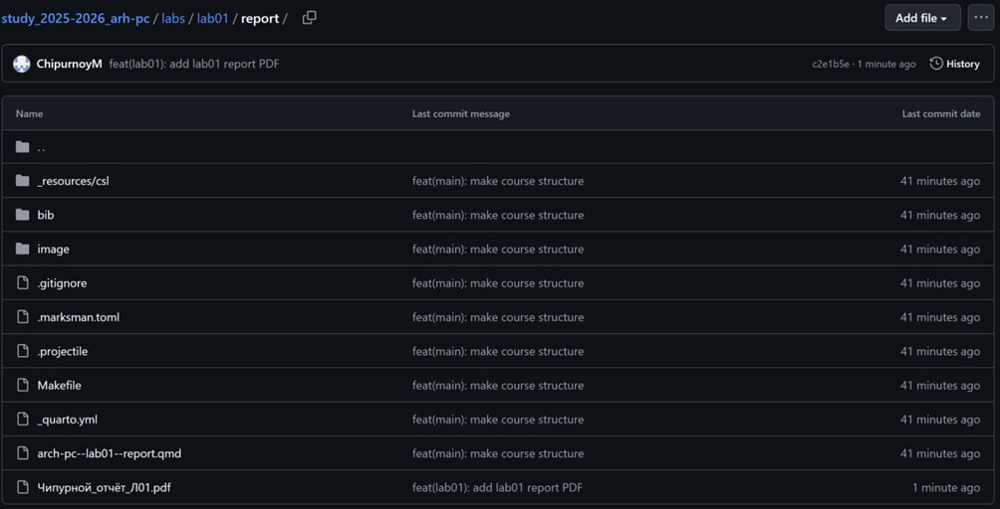 study_2025-2026_arh-pc / labs / lab01 / report / Add file
ChipurnoyM feat(lab01): add lab01 report PDF c2e1b5e · 1 minute ago History
Name Last commit message Last commit date
..
_resources/csl feat(main): make course structure 41 minutes ago
bib feat(main): make course structure 41 minutes ago
image feat(main): make course structure 41 minutes ago
.gitignore feat(main): make course structure 41 minutes ago
.marksman.toml feat(main): make course structure 41 minutes ago
.projectile feat(main): make course structure 41 minutes ago
Makefile feat(main): make course structure 41 minutes ago
_quarto.yml feat(main): make course structure 41 minutes ago
arch-pc--lab01--report.qmd feat(main): make course structure 41 minutes ago
Чипурной_отчёт_Л01.pdf feat(lab01): add lab01 report PDF 1 minute ago